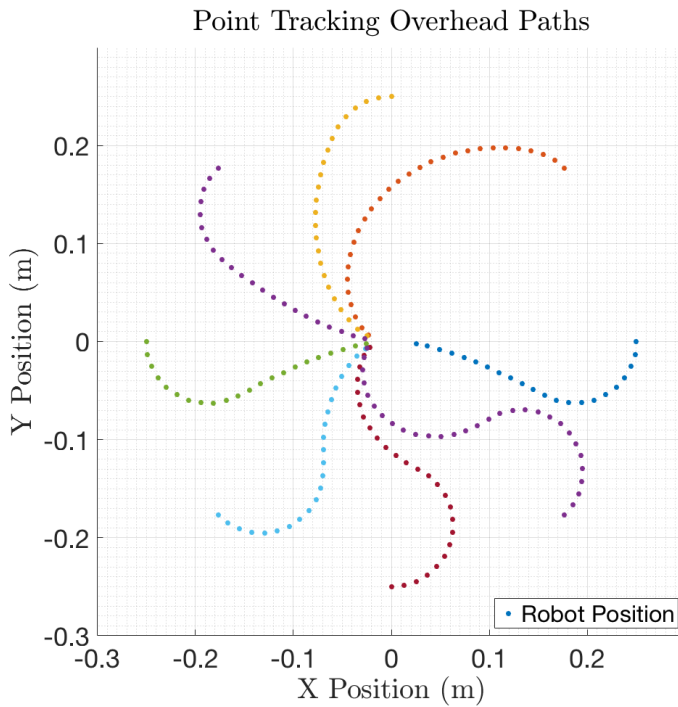 Point Tracking Overhead Paths
Y Position (m)
0.2
0.1
0
-0.1
-0.2
-0.3
-0.3 -0.2 -0.1 0 0.1 0.2
X Position (m)
Robot Position